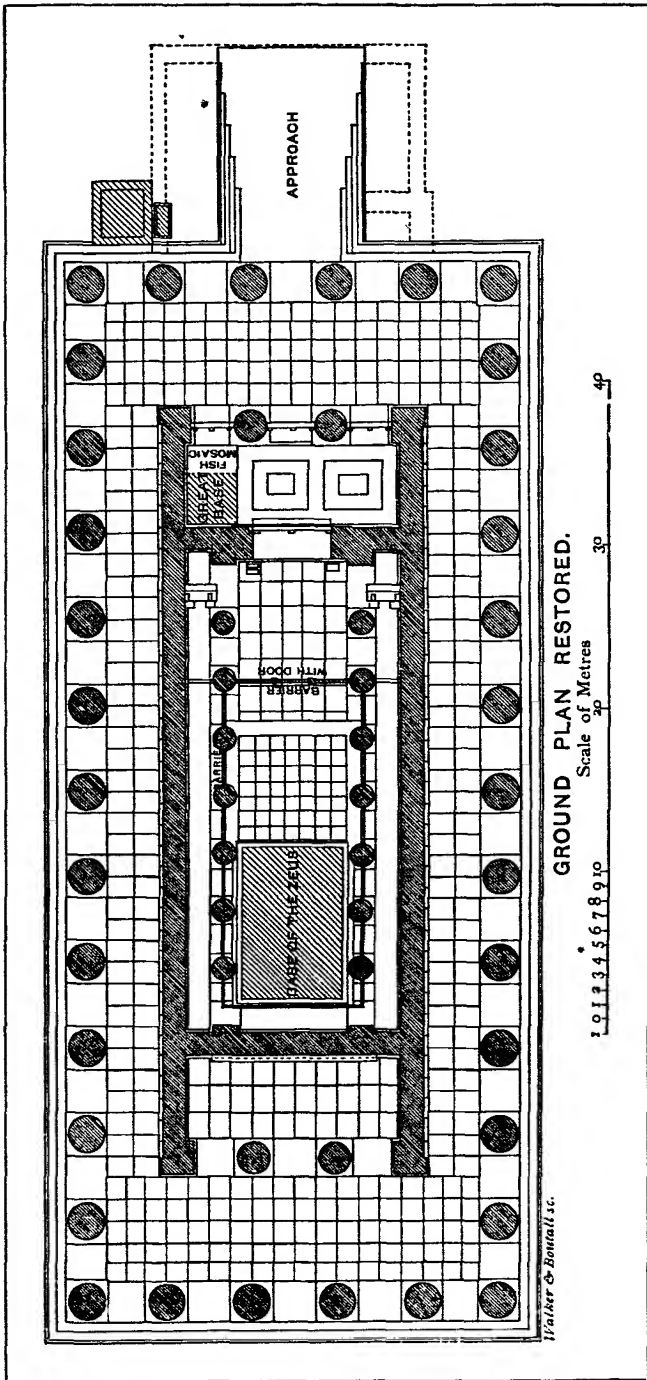 APPROACH
FISH
MOSAIC
GREAT
BASE
BARRIER
WITH DOOR
BARRIE
BASE OF THE ZEUS
GROUND PLAN RESTORED.
Scale of Metres
1 0 1 2 3 4 5 6 7 8 9 10 20 30 40
Walker & Boutall sc.